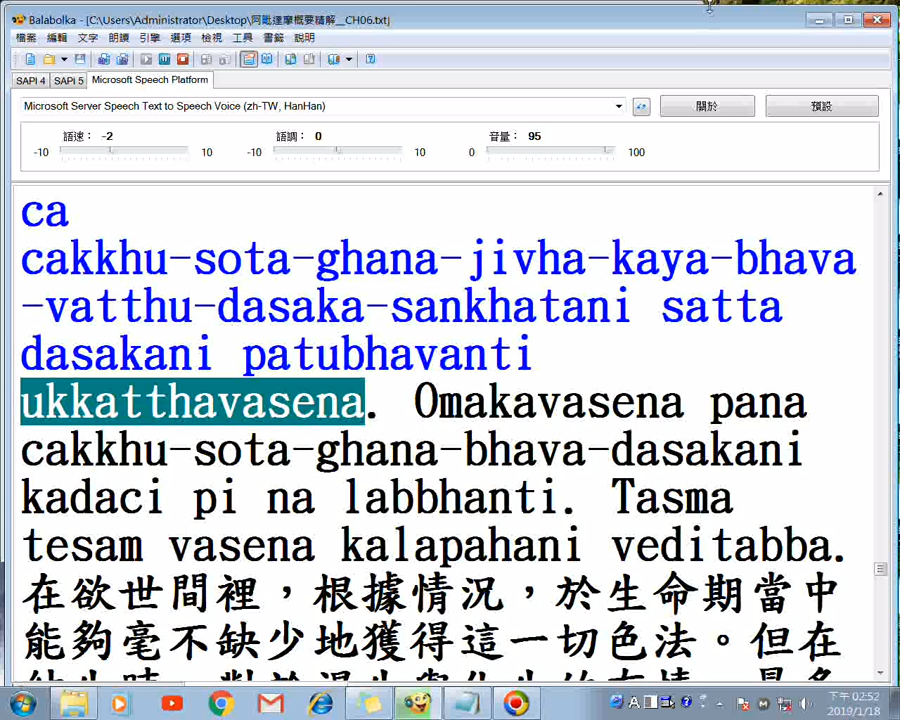 Balabolka - [C:\Users\Administrator\Desktop\阿毗達摩概要精解__CH06.txt]
檔案 編輯 文字 朗讀 引擎 選項 檢視 工具 書籤 說明
SAPI 4 SAPI 5 Microsoft Speech Platform
Microsoft Server Speech Text to Speech Voice (zh-TW, HanHan) 關於 預設
語速： -2 語調： 0 音量： 95
-10 10 -10 10 0 100
ca
cakkhu-sota-ghana-jivha-kaya-bhava
-vatthu-dasaka-sankhatani satta
dasakani patubhavanti
ukkatthavasena. Omakavasena pana
cakkhu-sota-ghana-bhava-dasakani
kadaci pi na labbhanti. Tasma
tesam vasena kalapahani veditabba.
在欲世間裡，根據情況，於生命期當中
能夠毫不缺少地獲得這一切色法。但在
下午 02:52
2019/1/18